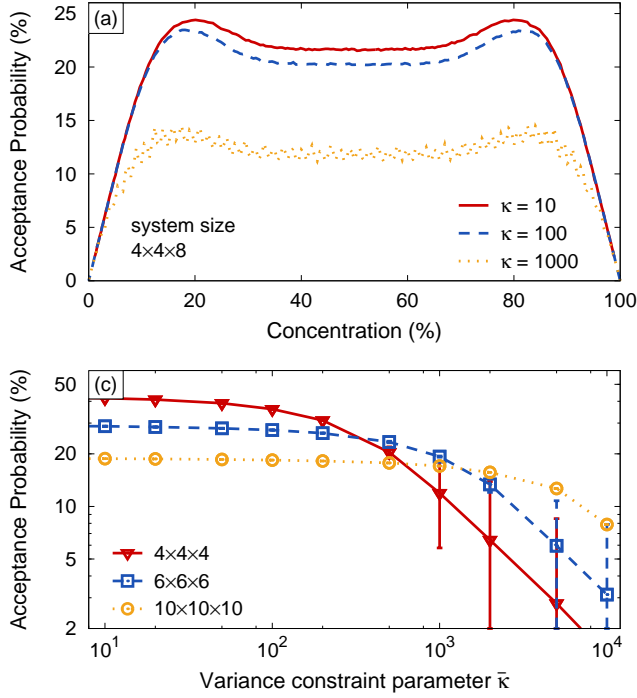 (a)
Acceptance Probability (%)
25
20
15
10
5
0
system size
4×4×8
κ = 10
κ = 100
κ = 1000
0 20 40 60 80 100
Concentration (%)
(c)
Acceptance Probability (%)
50
20
10
5
2
4×4×4
6×6×6
10×10×10
10¹ 10² 10³ 10⁴
Variance constraint parameter κ̄